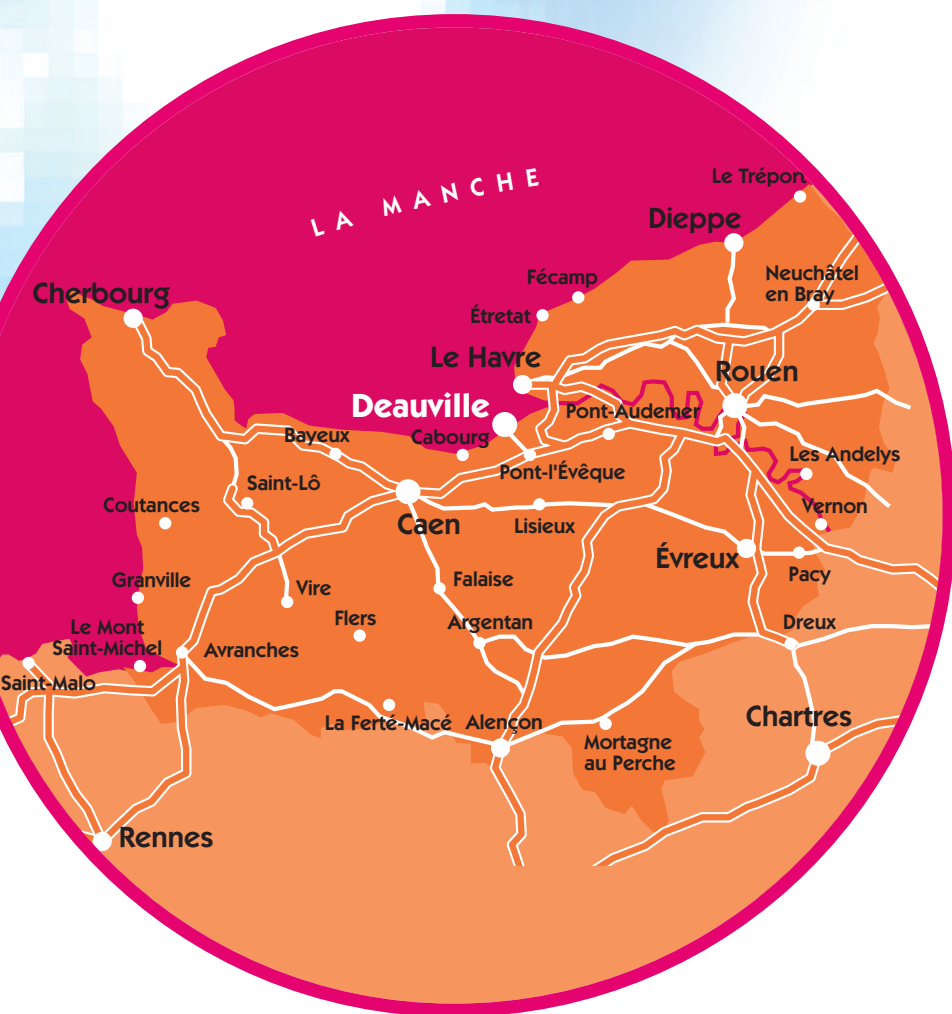 LA MANCHE
Le Trépon
Dieppe
Fécamp
Neuchâtel
en Bray
Cherbourg
Étretat
Le Havre
Rouen
Deauville
Pont-Audemer
Bayeux
Cabourg
Les Andelys
Pont-l'Évêque
Saint-Lô
Coutances
Vernon
Caen
Lisieux
Évreux
Pacy
Granville
Vire
Falaise
Flers
Argentan
Dreux
Le Mont
Saint-Michel
Avranches
Saint-Malo
La Ferté-Macé
Alençon
Chartres
Mortagne
au Perche
Rennes